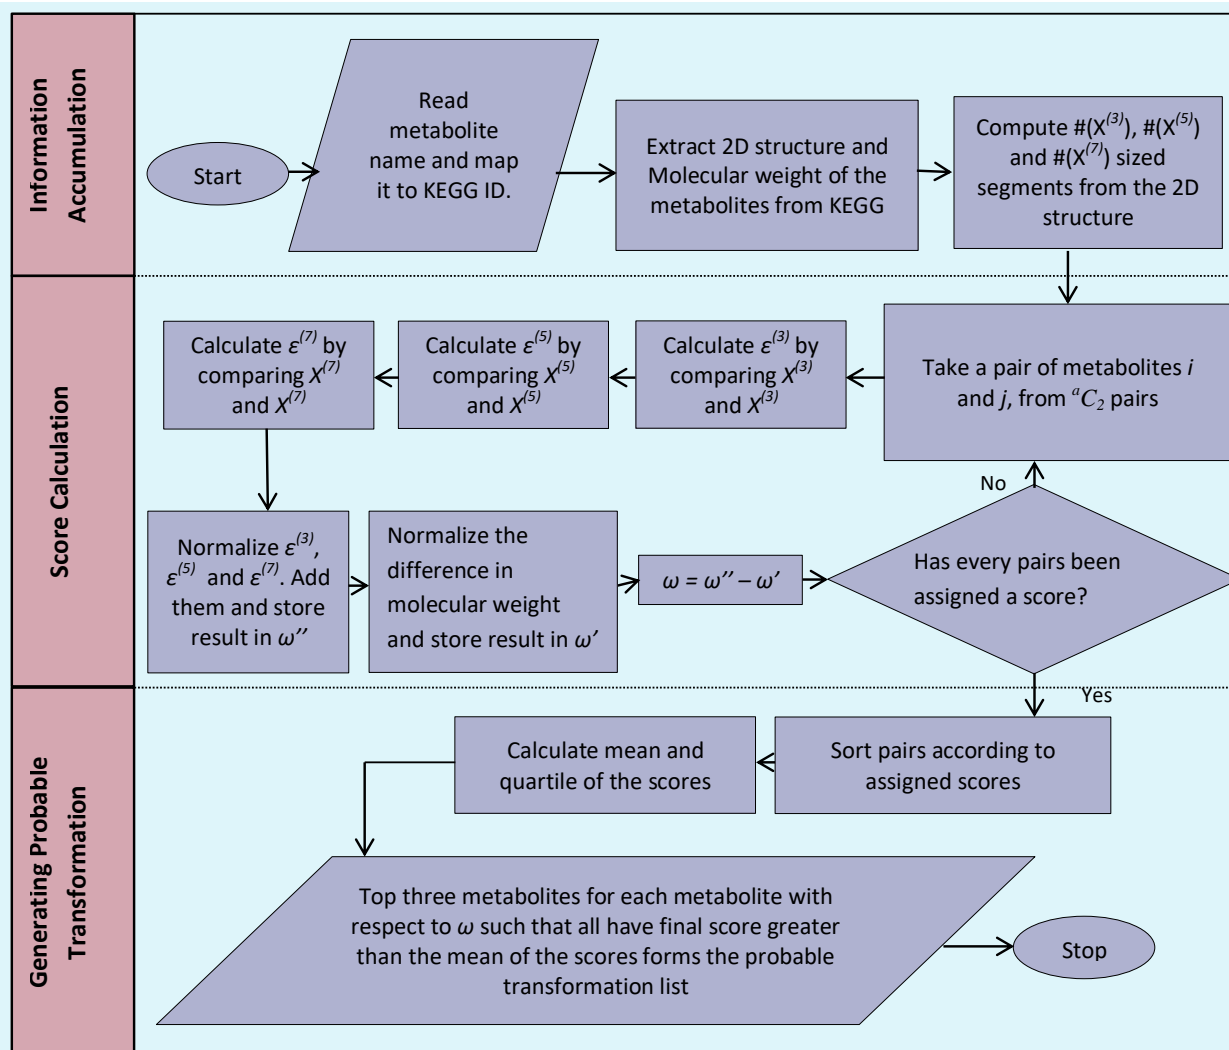 Information
Accumulation
Start
Read
metabolite
name and map
it to KEGG ID.
Extract 2D structure and
Molecular weight of the
metabolites from KEGG
Compute #(X(3)), #(X(5))
and #(X(7)) sized
segments from the 2D
structure
Score Calculation
Take a pair of metabolites i
and j, from aC2 pairs
Calculate ε(3) by
comparing X(3)
and X(3)
Calculate ε(5) by
comparing X(5)
and X(5)
Calculate ε(7) by
comparing X(7)
and X(7)
Normalize ε(3),
ε(5) and ε(7). Add
them and store
result in ω′′
Normalize the
difference in
molecular weight
and store result in ω′
ω = ω′′ – ω′
Has every pairs been
assigned a score?
No
Yes
Generating Probable
Transformation
Sort pairs according to
assigned scores
Calculate mean and
quartile of the scores
Top three metabolites for each metabolite with
respect to ω such that all have final score greater
than the mean of the scores forms the probable
transformation list
Stop